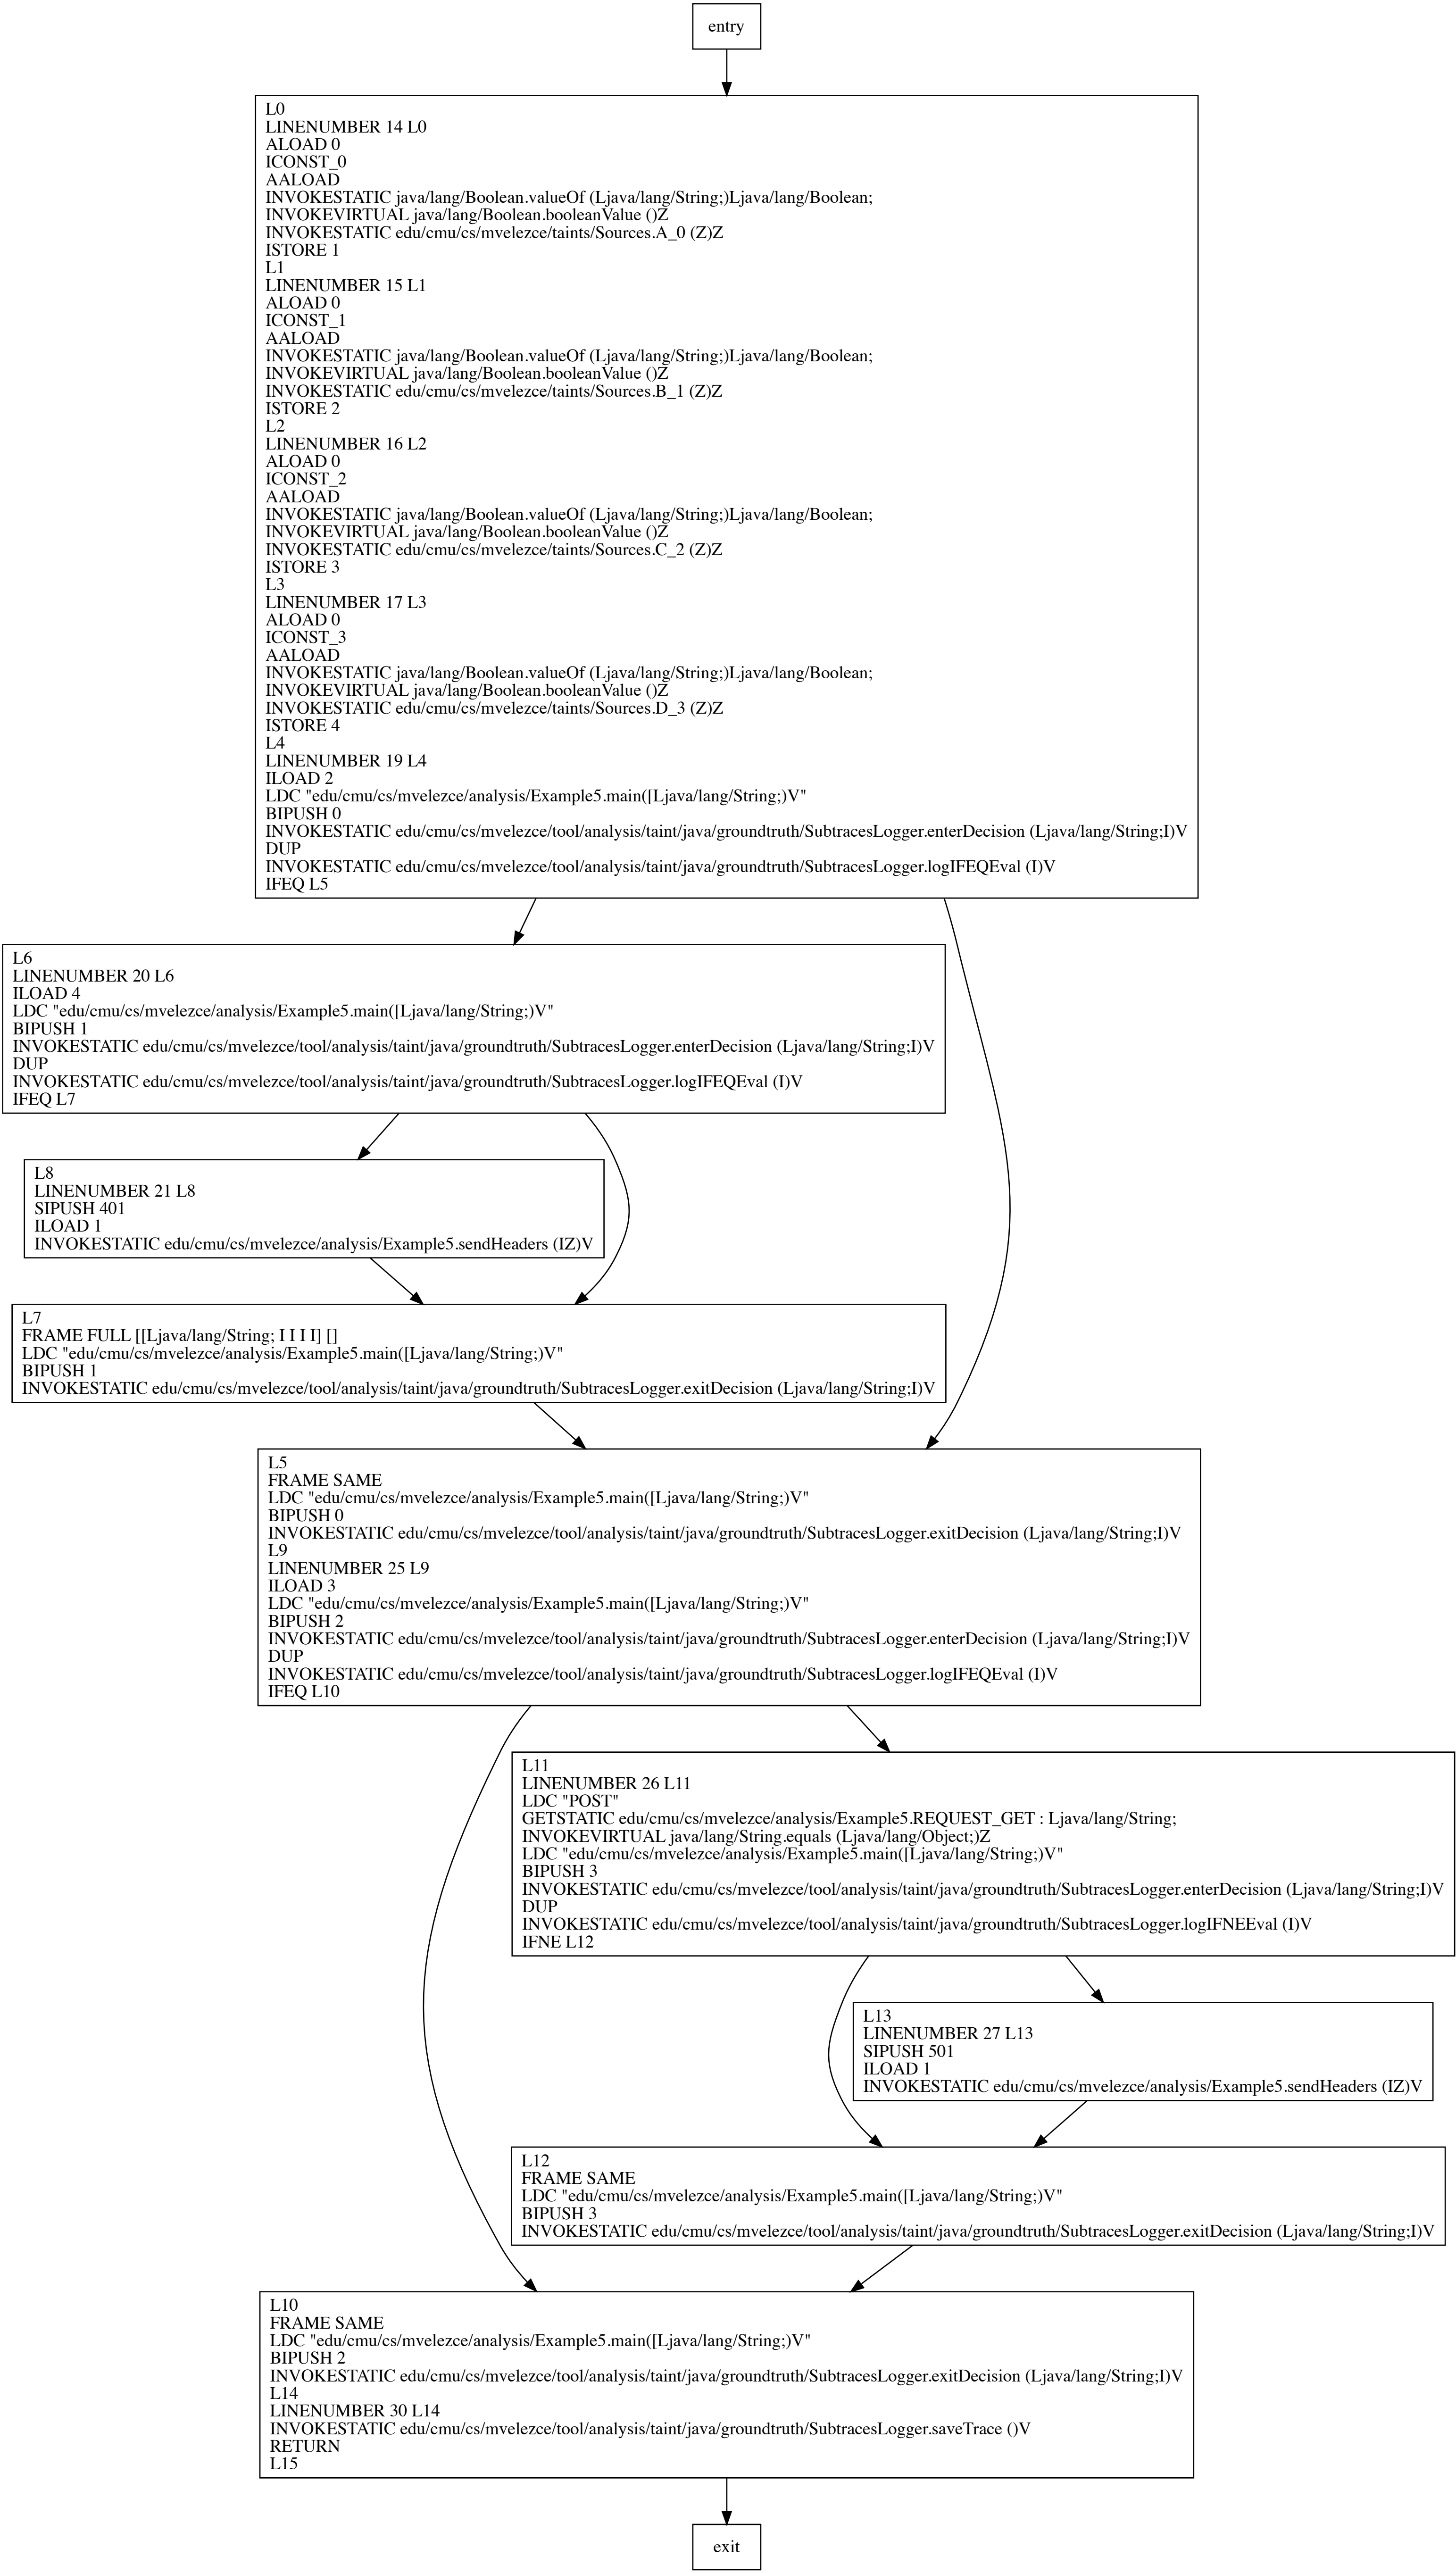 entry
L0
LINENUMBER 14 L0
ALOAD 0
ICONST_0
AALOAD
INVOKESTATIC java/lang/Boolean.valueOf (Ljava/lang/String;)Ljava/lang/Boolean;
INVOKEVIRTUAL java/lang/Boolean.booleanValue ()Z
INVOKESTATIC edu/cmu/cs/mvelezce/taints/Sources.A_0 (Z)Z
ISTORE 1
L1
LINENUMBER 15 L1
ALOAD 0
ICONST_1
AALOAD
INVOKESTATIC java/lang/Boolean.valueOf (Ljava/lang/String;)Ljava/lang/Boolean;
INVOKEVIRTUAL java/lang/Boolean.booleanValue ()Z
INVOKESTATIC edu/cmu/cs/mvelezce/taints/Sources.B_1 (Z)Z
ISTORE 2
L2
LINENUMBER 16 L2
ALOAD 0
ICONST_2
AALOAD
INVOKESTATIC java/lang/Boolean.valueOf (Ljava/lang/String;)Ljava/lang/Boolean;
INVOKEVIRTUAL java/lang/Boolean.booleanValue ()Z
INVOKESTATIC edu/cmu/cs/mvelezce/taints/Sources.C_2 (Z)Z
ISTORE 3
L3
LINENUMBER 17 L3
ALOAD 0
ICONST_3
AALOAD
INVOKESTATIC java/lang/Boolean.valueOf (Ljava/lang/String;)Ljava/lang/Boolean;
INVOKEVIRTUAL java/lang/Boolean.booleanValue ()Z
INVOKESTATIC edu/cmu/cs/mvelezce/taints/Sources.D_3 (Z)Z
ISTORE 4
L4
LINENUMBER 19 L4
ILOAD 2
LDC "edu/cmu/cs/mvelezce/analysis/Example5.main([Ljava/lang/String;)V"
BIPUSH 0
INVOKESTATIC edu/cmu/cs/mvelezce/tool/analysis/taint/java/groundtruth/SubtracesLogger.enterDecision (Ljava/lang/String;I)V
DUP
INVOKESTATIC edu/cmu/cs/mvelezce/tool/analysis/taint/java/groundtruth/SubtracesLogger.logIFEQEval (I)V
IFEQ L5
L6
LINENUMBER 20 L6
ILOAD 4
LDC "edu/cmu/cs/mvelezce/analysis/Example5.main([Ljava/lang/String;)V"
BIPUSH 1
INVOKESTATIC edu/cmu/cs/mvelezce/tool/analysis/taint/java/groundtruth/SubtracesLogger.enterDecision (Ljava/lang/String;I)V
DUP
INVOKESTATIC edu/cmu/cs/mvelezce/tool/analysis/taint/java/groundtruth/SubtracesLogger.logIFEQEval (I)V
IFEQ L7
L8
LINENUMBER 21 L8
SIPUSH 401
ILOAD 1
INVOKESTATIC edu/cmu/cs/mvelezce/analysis/Example5.sendHeaders (IZ)V
L7
FRAME FULL [[Ljava/lang/String; I I I I] []
LDC "edu/cmu/cs/mvelezce/analysis/Example5.main([Ljava/lang/String;)V"
BIPUSH 1
INVOKESTATIC edu/cmu/cs/mvelezce/tool/analysis/taint/java/groundtruth/SubtracesLogger.exitDecision (Ljava/lang/String;I)V
L5
FRAME SAME
LDC "edu/cmu/cs/mvelezce/analysis/Example5.main([Ljava/lang/String;)V"
BIPUSH 0
INVOKESTATIC edu/cmu/cs/mvelezce/tool/analysis/taint/java/groundtruth/SubtracesLogger.exitDecision (Ljava/lang/String;I)V
L9
LINENUMBER 25 L9
ILOAD 3
LDC "edu/cmu/cs/mvelezce/analysis/Example5.main([Ljava/lang/String;)V"
BIPUSH 2
INVOKESTATIC edu/cmu/cs/mvelezce/tool/analysis/taint/java/groundtruth/SubtracesLogger.enterDecision (Ljava/lang/String;I)V
DUP
INVOKESTATIC edu/cmu/cs/mvelezce/tool/analysis/taint/java/groundtruth/SubtracesLogger.logIFEQEval (I)V
IFEQ L10
L11
LINENUMBER 26 L11
LDC "POST"
GETSTATIC edu/cmu/cs/mvelezce/analysis/Example5.REQUEST_GET : Ljava/lang/String;
INVOKEVIRTUAL java/lang/String.equals (Ljava/lang/Object;)Z
LDC "edu/cmu/cs/mvelezce/analysis/Example5.main([Ljava/lang/String;)V"
BIPUSH 3
INVOKESTATIC edu/cmu/cs/mvelezce/tool/analysis/taint/java/groundtruth/SubtracesLogger.enterDecision (Ljava/lang/String;I)V
DUP
INVOKESTATIC edu/cmu/cs/mvelezce/tool/analysis/taint/java/groundtruth/SubtracesLogger.logIFNEEval (I)V
IFNE L12
L13
LINENUMBER 27 L13
SIPUSH 501
ILOAD 1
INVOKESTATIC edu/cmu/cs/mvelezce/analysis/Example5.sendHeaders (IZ)V
L12
FRAME SAME
LDC "edu/cmu/cs/mvelezce/analysis/Example5.main([Ljava/lang/String;)V"
BIPUSH 3
INVOKESTATIC edu/cmu/cs/mvelezce/tool/analysis/taint/java/groundtruth/SubtracesLogger.exitDecision (Ljava/lang/String;I)V
L10
FRAME SAME
LDC "edu/cmu/cs/mvelezce/analysis/Example5.main([Ljava/lang/String;)V"
BIPUSH 2
INVOKESTATIC edu/cmu/cs/mvelezce/tool/analysis/taint/java/groundtruth/SubtracesLogger.exitDecision (Ljava/lang/String;I)V
L14
LINENUMBER 30 L14
INVOKESTATIC edu/cmu/cs/mvelezce/tool/analysis/taint/java/groundtruth/SubtracesLogger.saveTrace ()V
RETURN
L15
exit